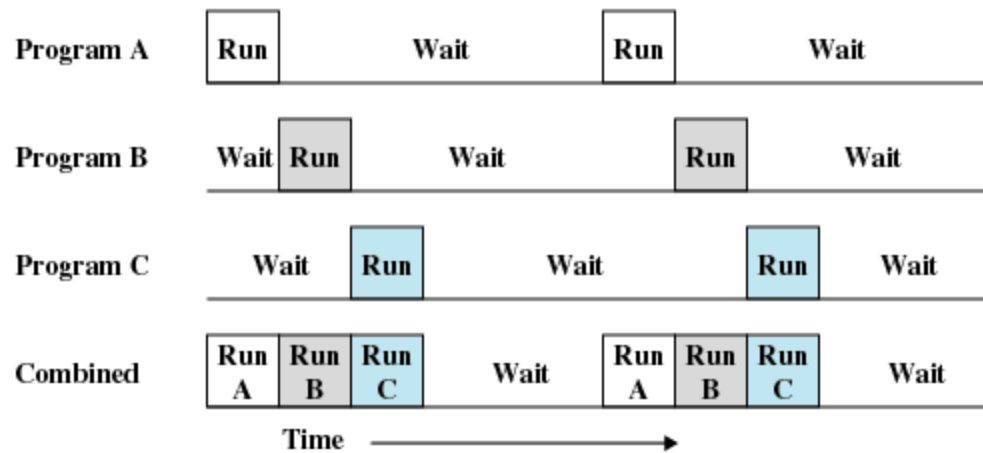 Program A Run Wait Run Wait
Program B Wait Run Wait Run Wait
Program C Wait Run Wait Run Wait
Combined Run A Run B Run C Wait Run A Run B Run C Wait
Time